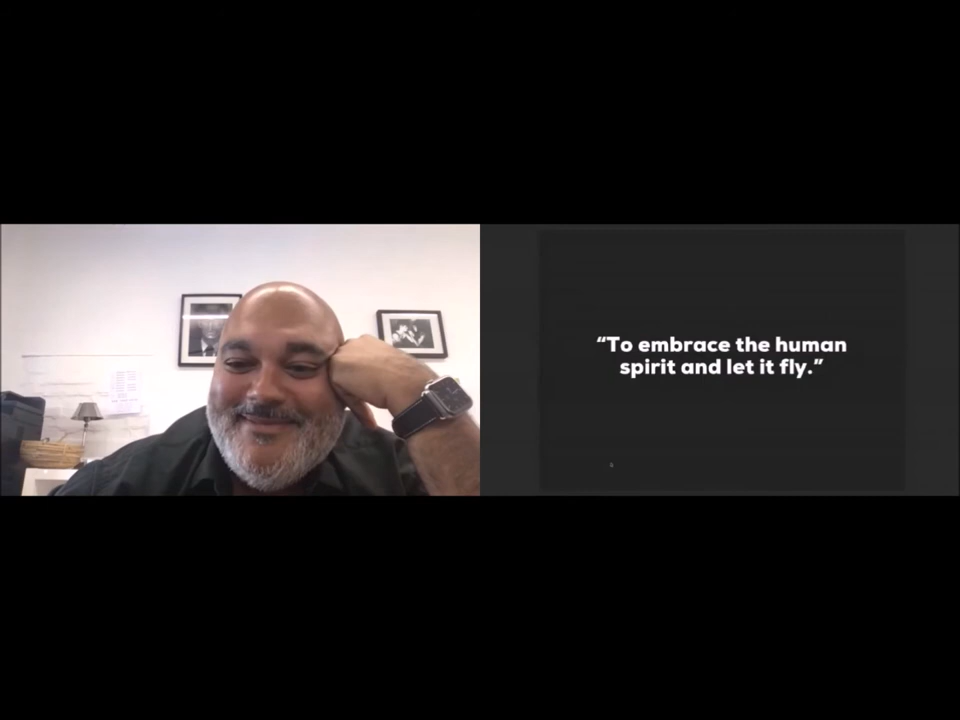 “To embrace the human
spirit and let it fly.”